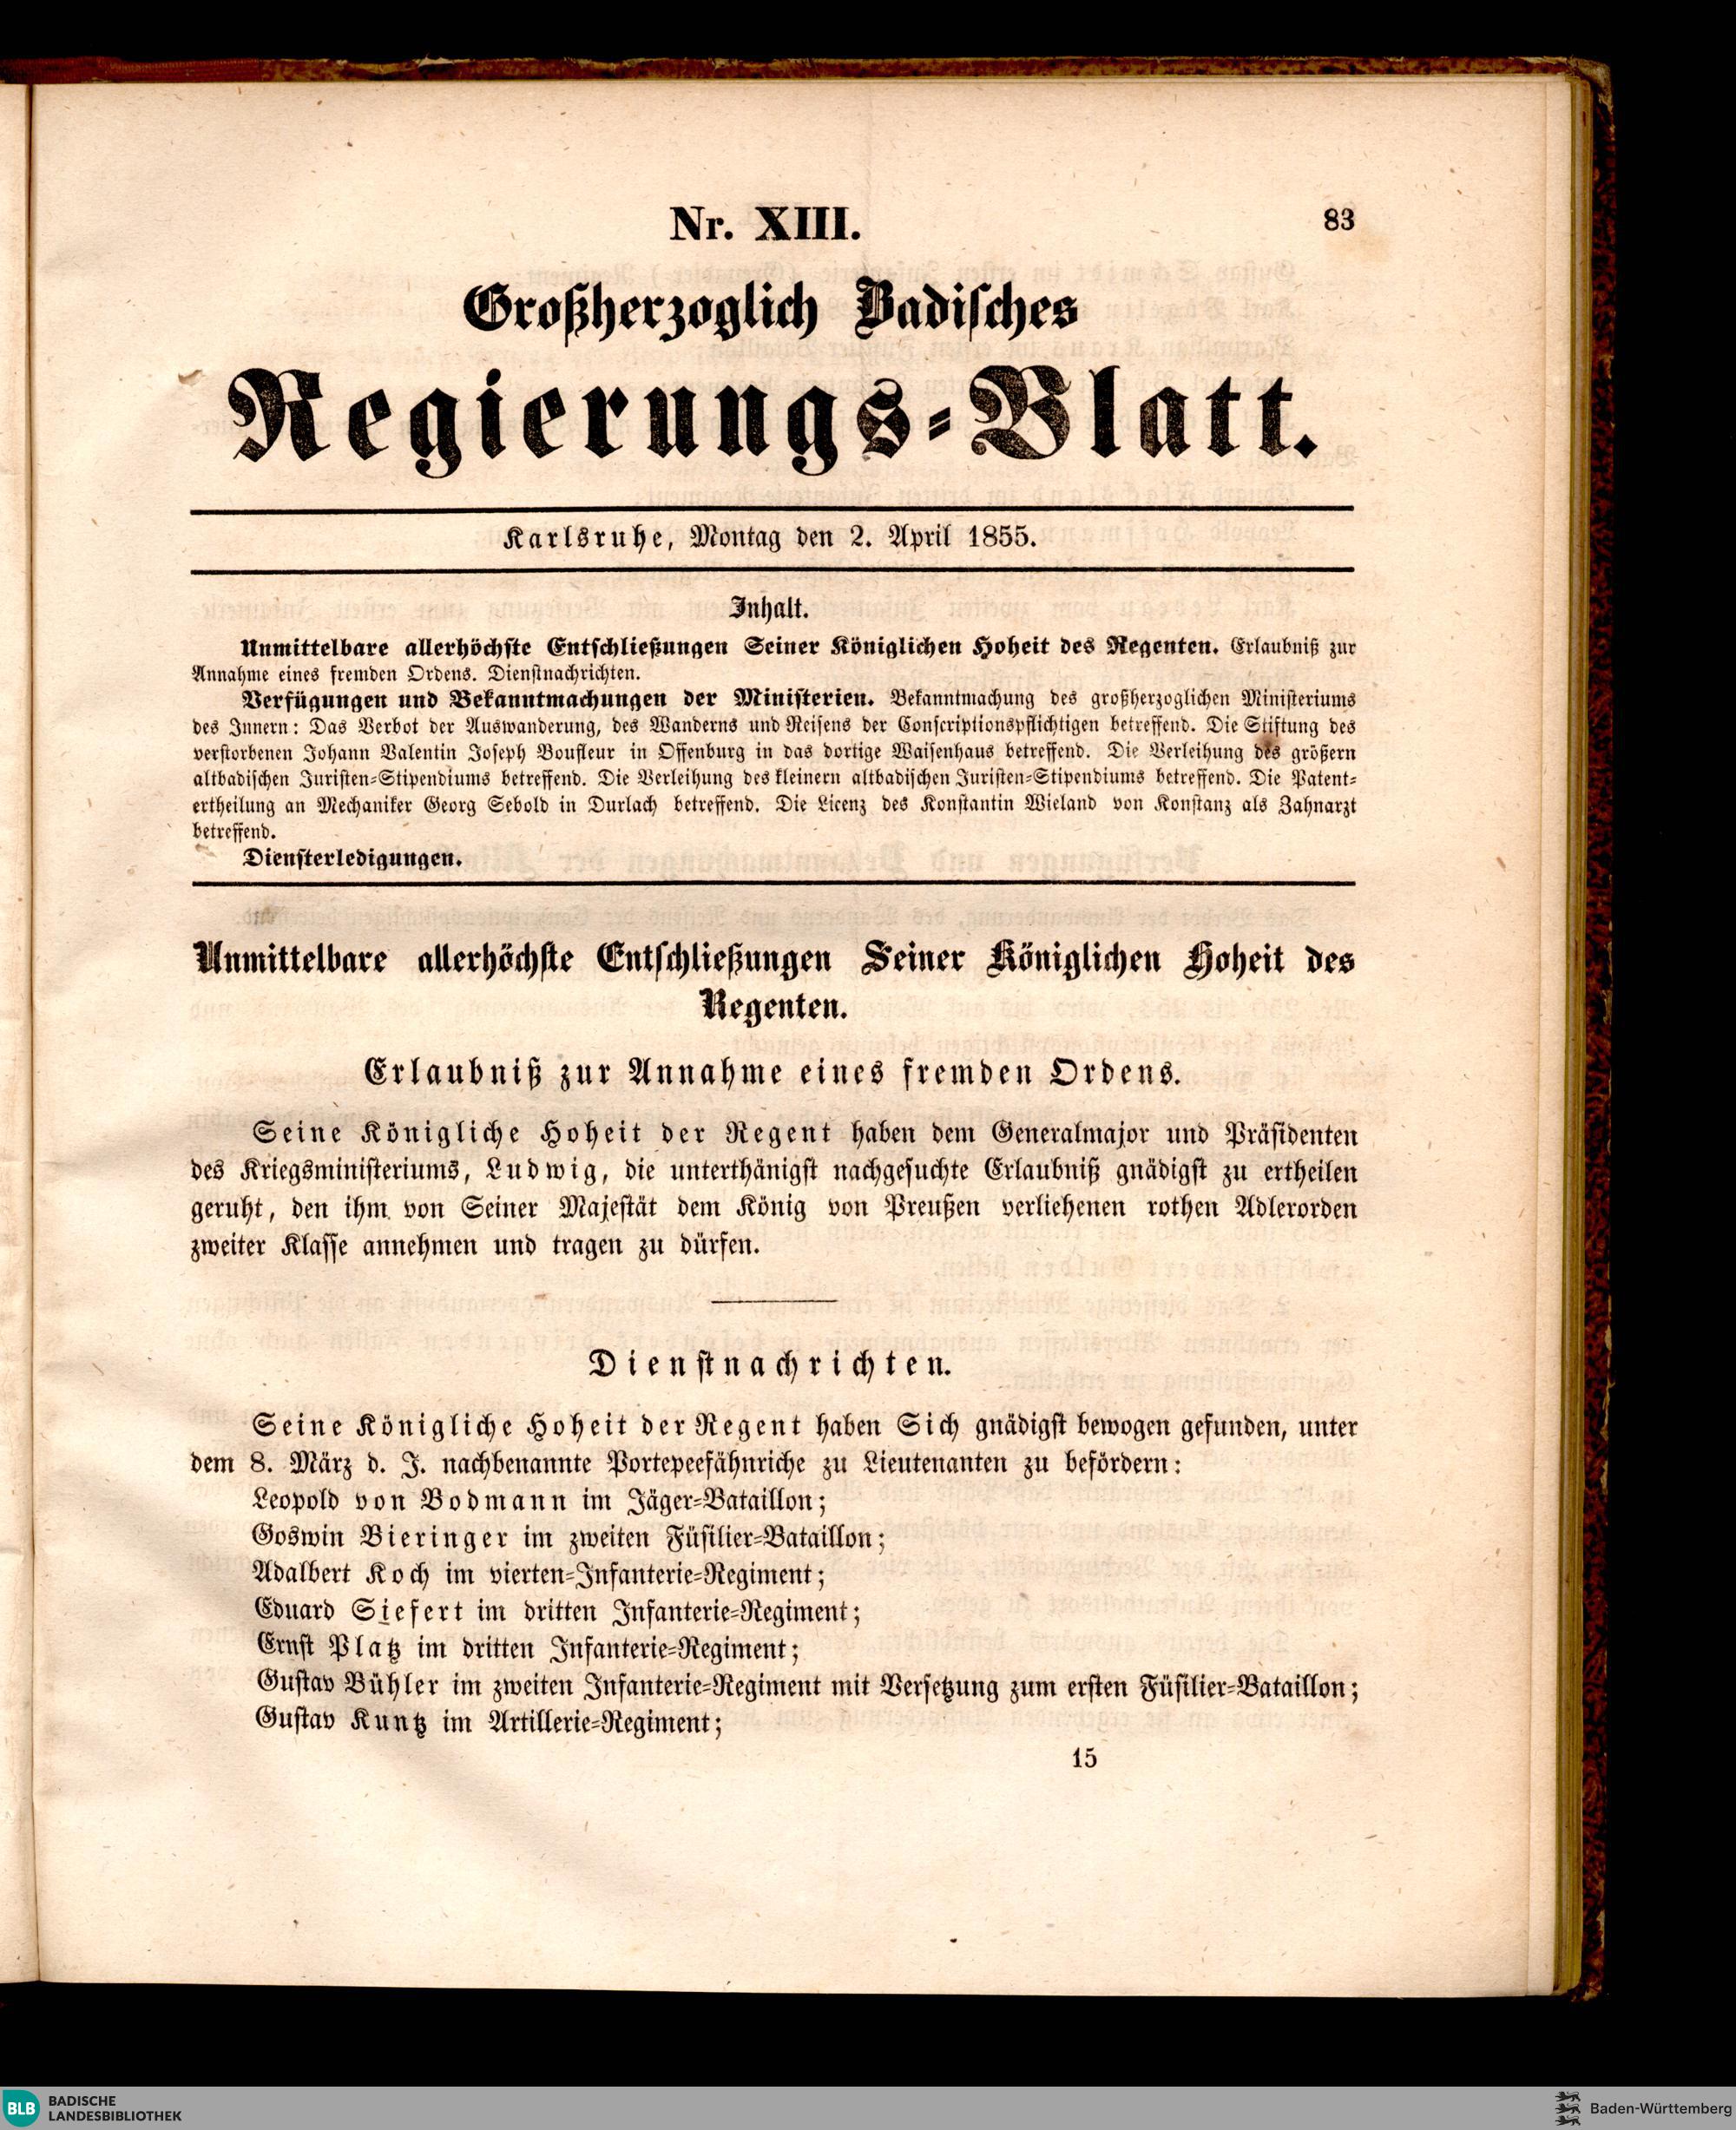 Nr. XIII.
83
Großherzoglich Badisches
Regierungs-Blatt.
Karlsruhe, Montag den 2. April 1855.
Inhalt.
Unmittelbare allerhöchste Entschließungen Seiner Königlichen Hoheit des Regenten. Erlaubniß zur
Annahme eines fremden Ordens. Dienstnachrichten.
Verfügungen und Bekanntmachungen der Ministerien. Bekanntmachung des großherzoglichen Ministeriums
des Innern: Das Verbot der Auswanderung, des Wanderns und Reisens der Conscriptionspflichtigen betreffend. Die Stiftung des
verstorbenen Johann Valentin Joseph Boufleur in Offenburg in das dortige Waisenhaus betreffend. Die Verleihung des größern
altbadischen Juristen-Stipendiums betreffend. Die Verleihung des kleinern altbadischen Juristen-Stipendiums betreffend. Die Patent-
ertheilung an Mechaniker Georg Sebold in Durlach betreffend. Die Licenz des Konstantin Wieland von Konstanz als Zahnarzt
betreffend.
Diensterledigungen.
Unmittelbare allerhöchste Entschließungen Seiner Königlichen Hoheit des
Regenten.
Erlaubniß zur Annahme eines fremden Ordens.
Seine Königliche Hoheit der Regent haben dem Generalmajor und Präsidenten
des Kriegsministeriums, Ludwig, die unterthänigst nachgesuchte Erlaubniß gnädigst zu ertheilen
geruht, den ihm von Seiner Majestät dem König von Preußen verliehenen rothen Adlerorden
zweiter Klasse annehmen und tragen zu dürfen.
Dienstnachrichten.
Seine Königliche Hoheit der Regent haben Sich gnädigst bewogen gefunden, unter
dem 8. März d. J. nachbenannte Portepeefähnriche zu Lieutenanten zu befördern:
Leopold von Bodmann im Jäger-Bataillon;
Goswin Bieringer im zweiten Füsilier-Bataillon;
Adalbert Koch im vierten-Infanterie-Regiment;
Eduard Siefert im dritten Infanterie-Regiment;
Ernst Platz im dritten Infanterie-Regiment;
Gustav Bühler im zweiten Infanterie-Regiment mit Versetzung zum ersten Füsilier-Bataillon;
Gustav Kuntz im Artillerie-Regiment;
15
BLB BADISCHE
LANDESBIBLIOTHEK
Baden-Württemberg